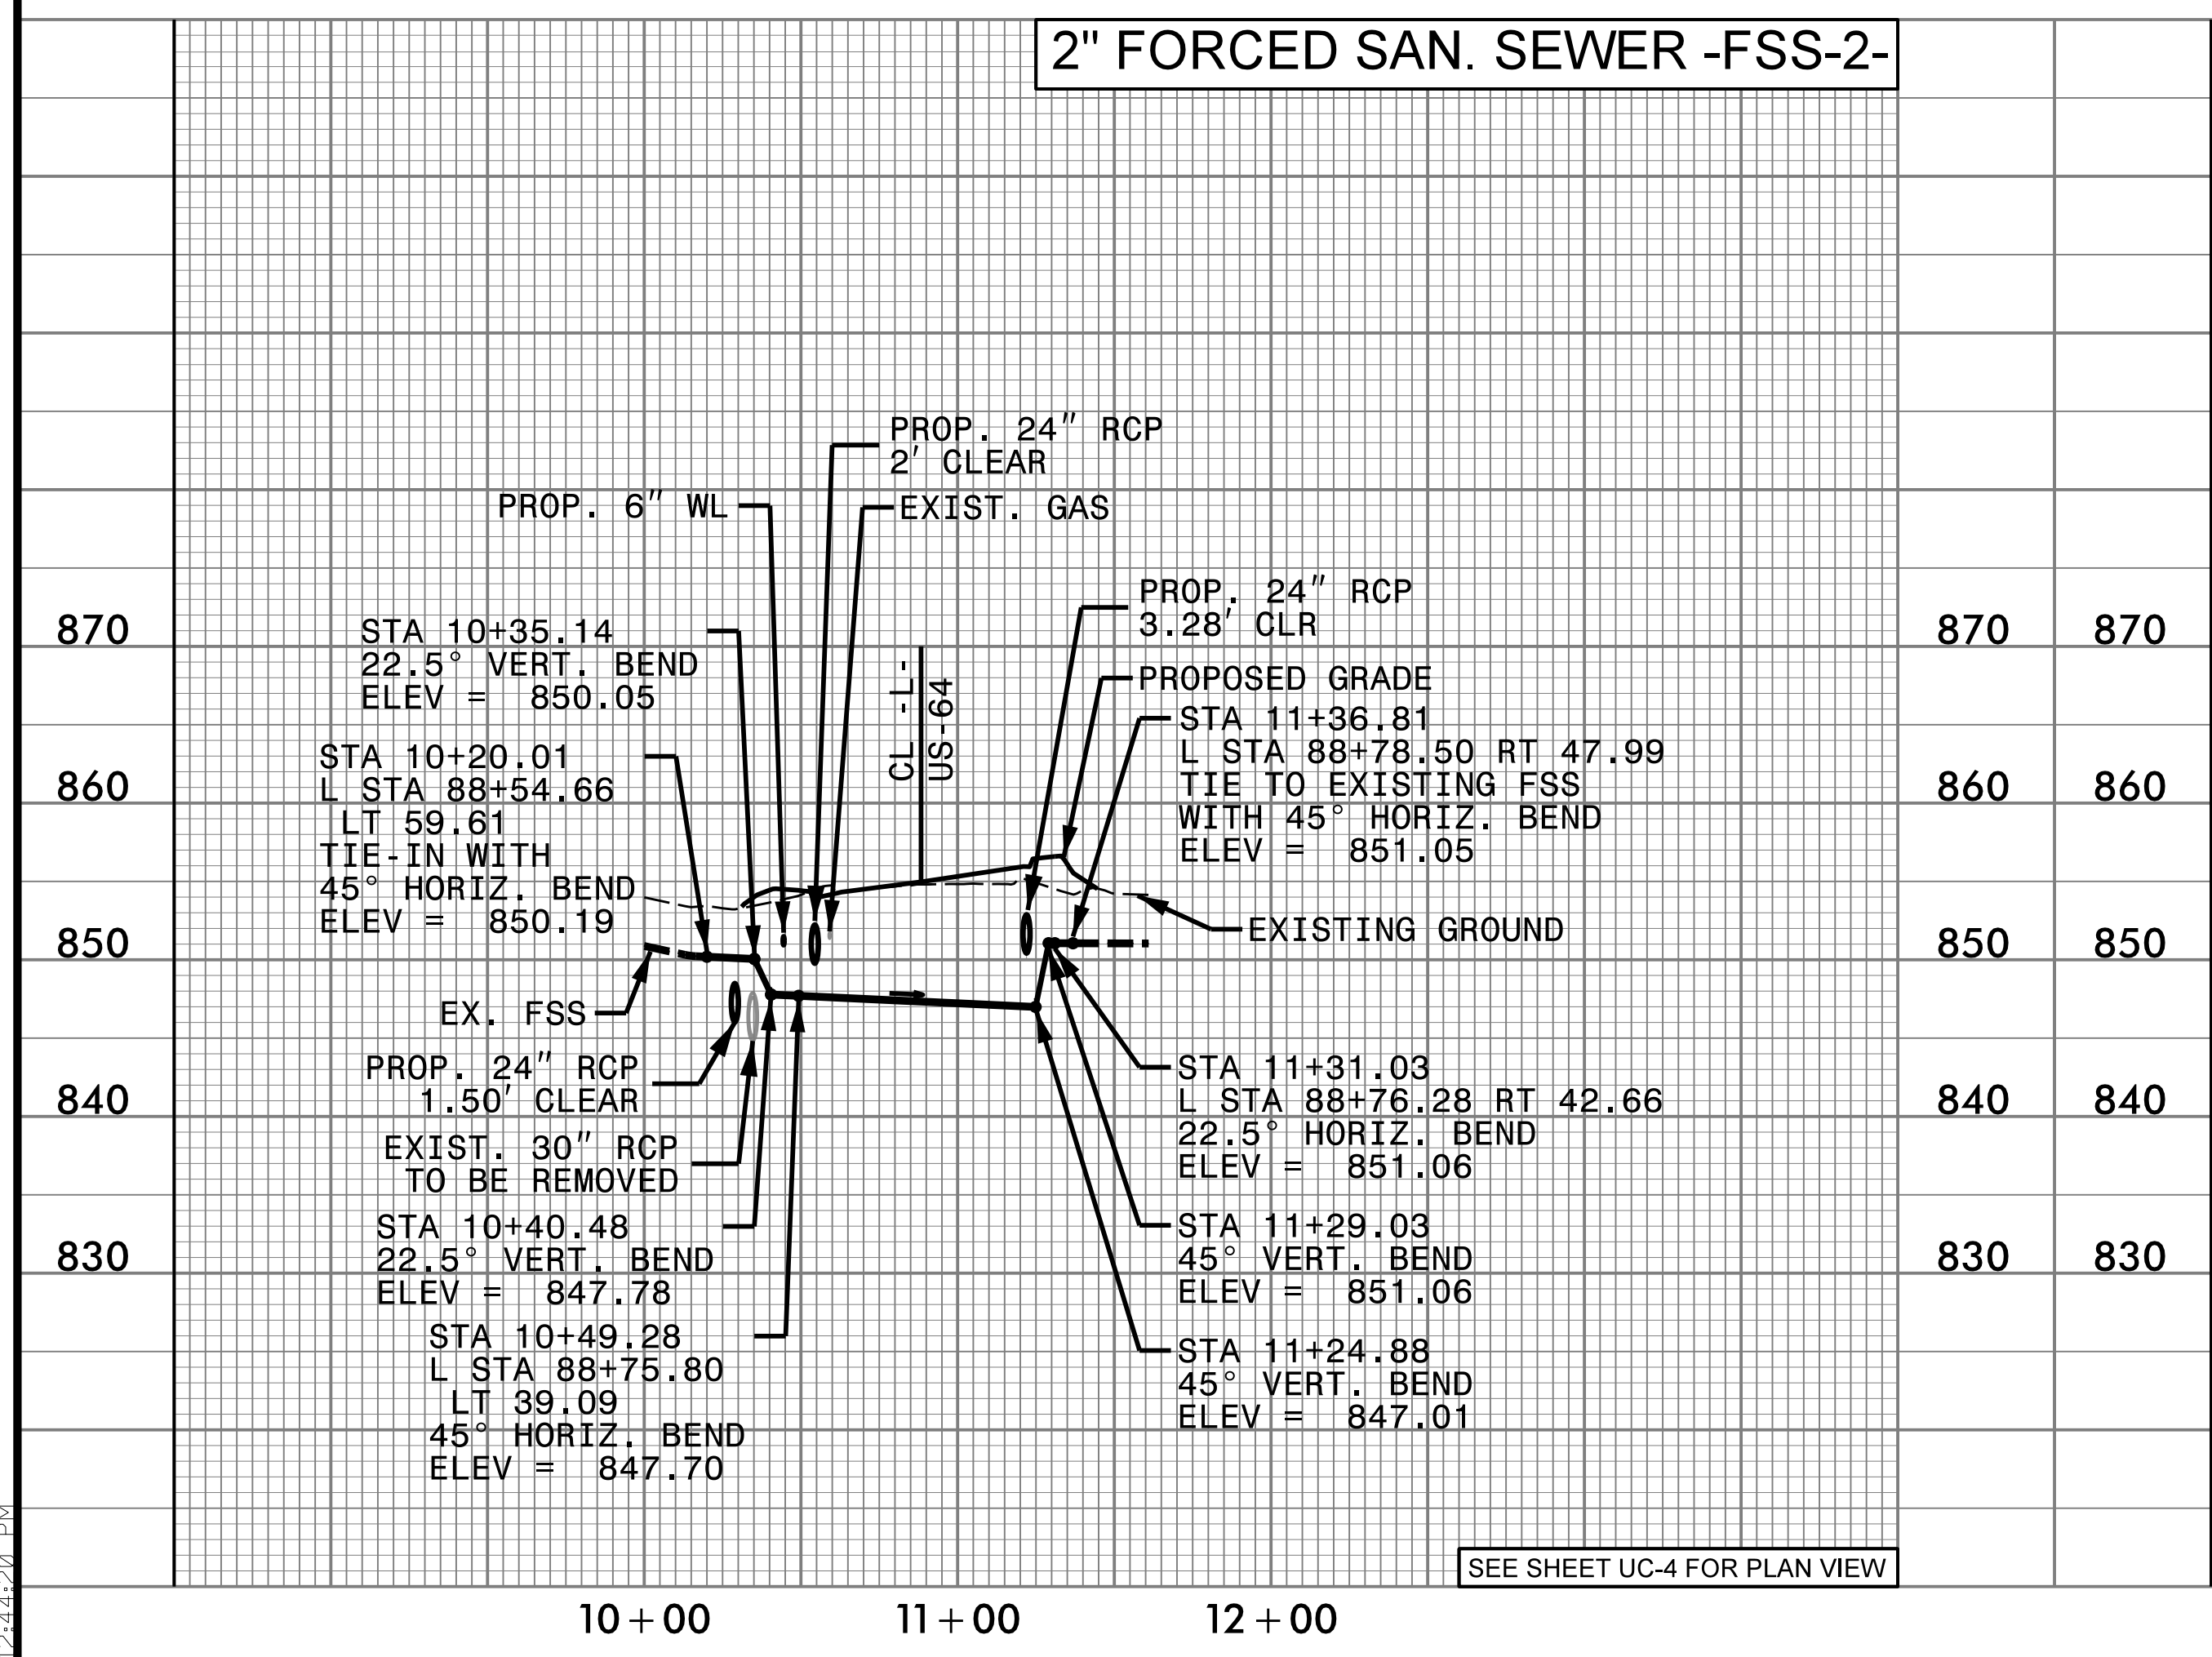 2" FORCED SAN. SEWER -FSS-2-
PROP. 24" RCP
2' CLEAR
PROP. 6" WL
EXIST. GAS
PROP. 24" RCP
3.28' CLR
870
STA 10+35.14
22.5° VERT. BEND
ELEV = 850.05
CL -L-
US-64
PROPOSED GRADE
870
870
STA 11+36.81
L STA 88+78.50 RT 47.99
TIE TO EXISTING FSS
WITH 45° HORIZ. BEND
ELEV = 851.05
860
STA 10+20.01
L STA 88+54.66
LT 59.61
TIE-IN WITH
45° HORIZ. BEND
ELEV = 850.19
860
860
850
EXISTING GROUND
850
850
EX. FSS
PROP. 24" RCP
1.50' CLEAR
STA 11+31.03
L STA 88+76.28 RT 42.66
22.5° HORIZ. BEND
ELEV = 851.06
840
840
840
EXIST. 30" RCP
TO BE REMOVED
STA 10+40.48
22.5° VERT. BEND
ELEV = 847.78
STA 11+29.03
45° VERT. BEND
ELEV = 851.06
830
830
830
STA 10+49.28
L STA 88+75.80
LT 39.09
45° HORIZ. BEND
ELEV = 847.70
STA 11+24.88
45° VERT. BEND
ELEV = 847.01
SEE SHEET UC-4 FOR PLAN VIEW
10+00
11+00
12+00